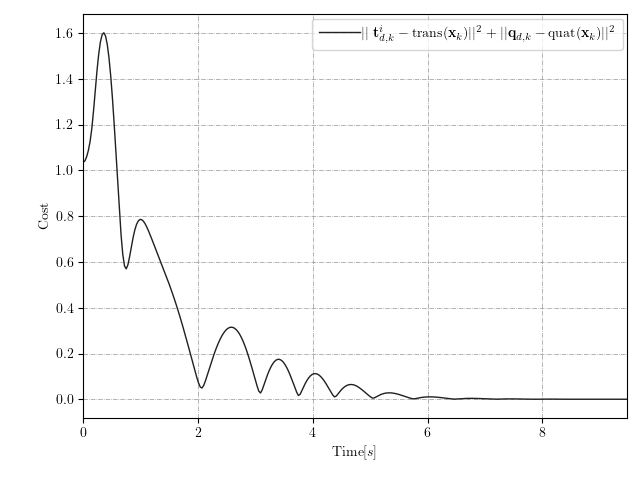 || t^i_{d,k} − trans(x_k)||^2 + ||q_{d,k} − quat(x_k)||^2
1.6
1.4
1.2
1.0
0.8
0.6
0.4
0.2
0.0
Cost
0 2 4 6 8
Time[s]